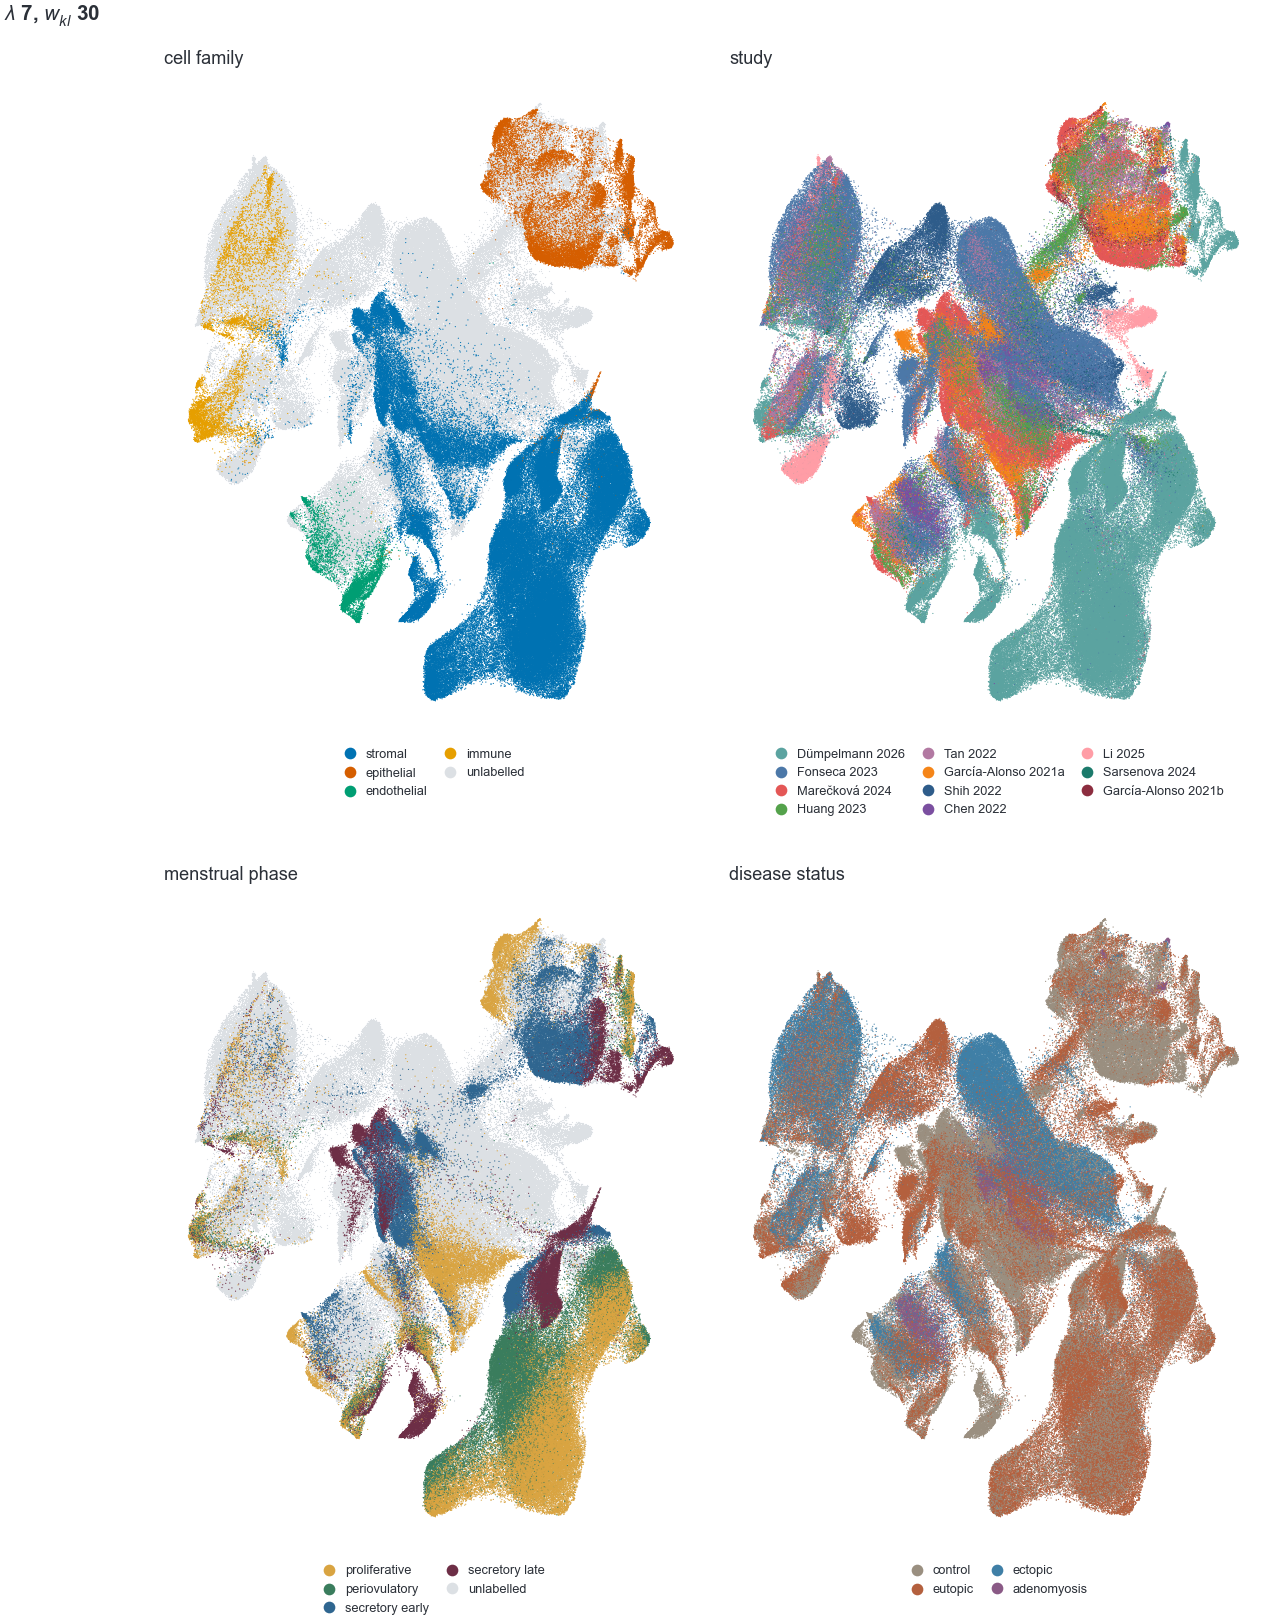 λ 7, w_kl 30
cell family
study
stromal
epithelial
endothelial
immune
unlabelled
Dümpelmann 2026
Fonseca 2023
Marečková 2024
Huang 2023
Tan 2022
García-Alonso 2021a
Shih 2022
Chen 2022
Li 2025
Sarsenova 2024
García-Alonso 2021b
menstrual phase
disease status
proliferative
periovulatory
secretory early
secretory late
unlabelled
control
eutopic
ectopic
adenomyosis